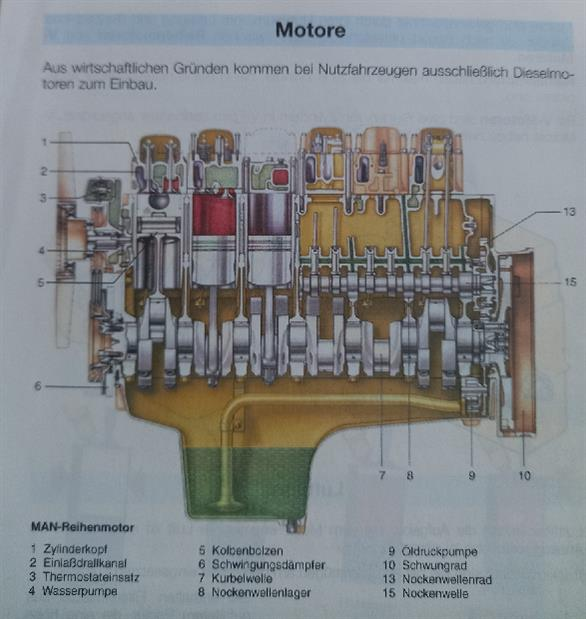 Motore
Aus wirtschaftlichen Gründen kommen bei Nutzfahrzeugen ausschließlich Dieselmo-
toren zum Einbau.
1
2
3
4
5
6
13
15
7 8 9 10
MAN-Reihenmotor
1 Zylinderkopf
2 Einlaßdrallkanal
3 Thermostateinsatz
4 Wasserpumpe
5 Kolbenbolzen
6 Schwingungsdämpfer
7 Kurbelwelle
8 Nockenwellenlager
9 Öldruckpumpe
10 Schwungrad
13 Nockenwellenrad
15 Nockenwelle